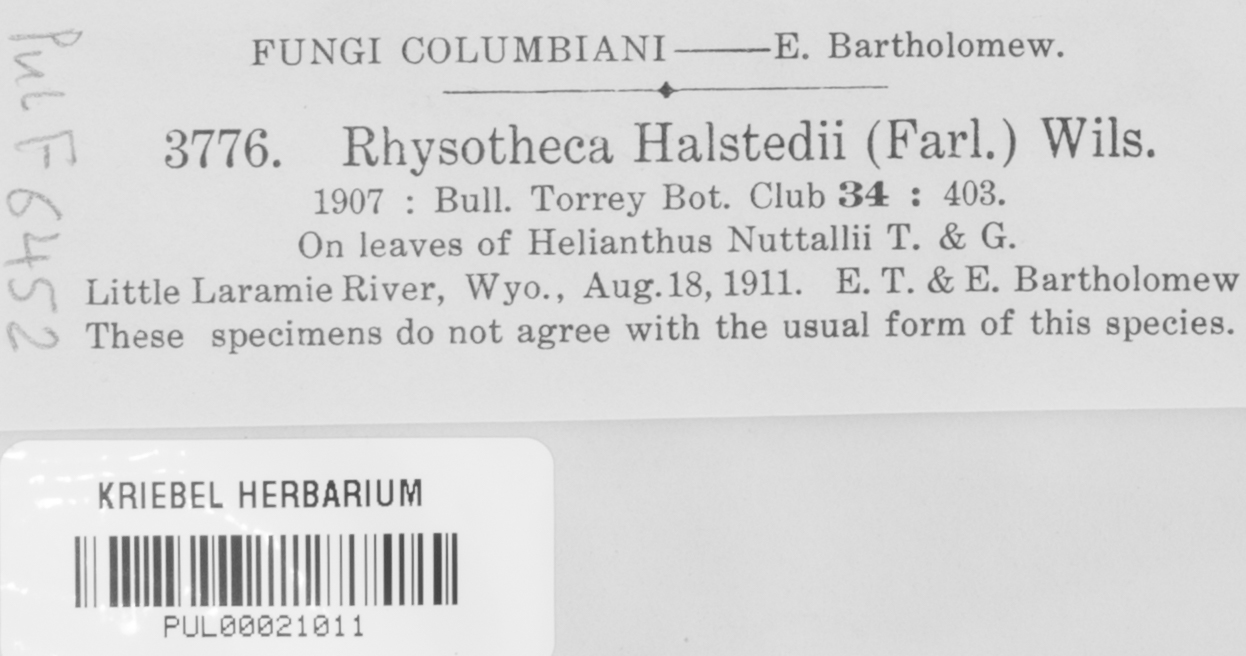 FUNGI COLUMBIANI——E. Bartholomew.
3776. Rhysotheca Halstedii (Farl.) Wils.
1907 : Bull. Torrey Bot. Club 34 : 403.
On leaves of Helianthus Nuttallii T. & G.
Little Laramie River, Wyo., Aug. 18, 1911. E. T. & E. Bartholomew
These specimens do not agree with the usual form of this species.
PUL F6452
KRIEBEL HERBARIUM
PUL00021011